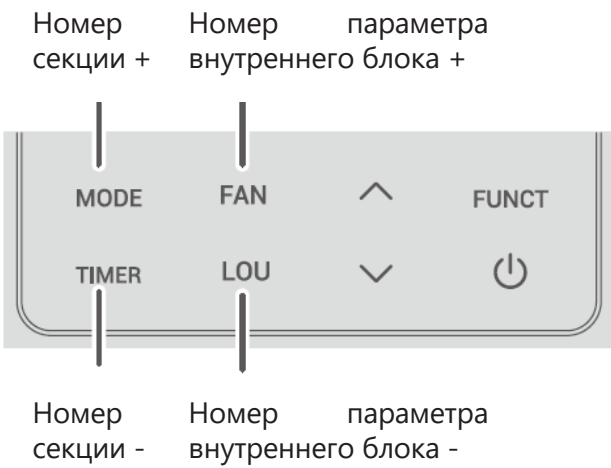 Номер Номер параметра
секции + внутреннего блока +
MODE FAN FUNCT
TIMER LOU
Номер Номер параметра
секции - внутреннего блока -